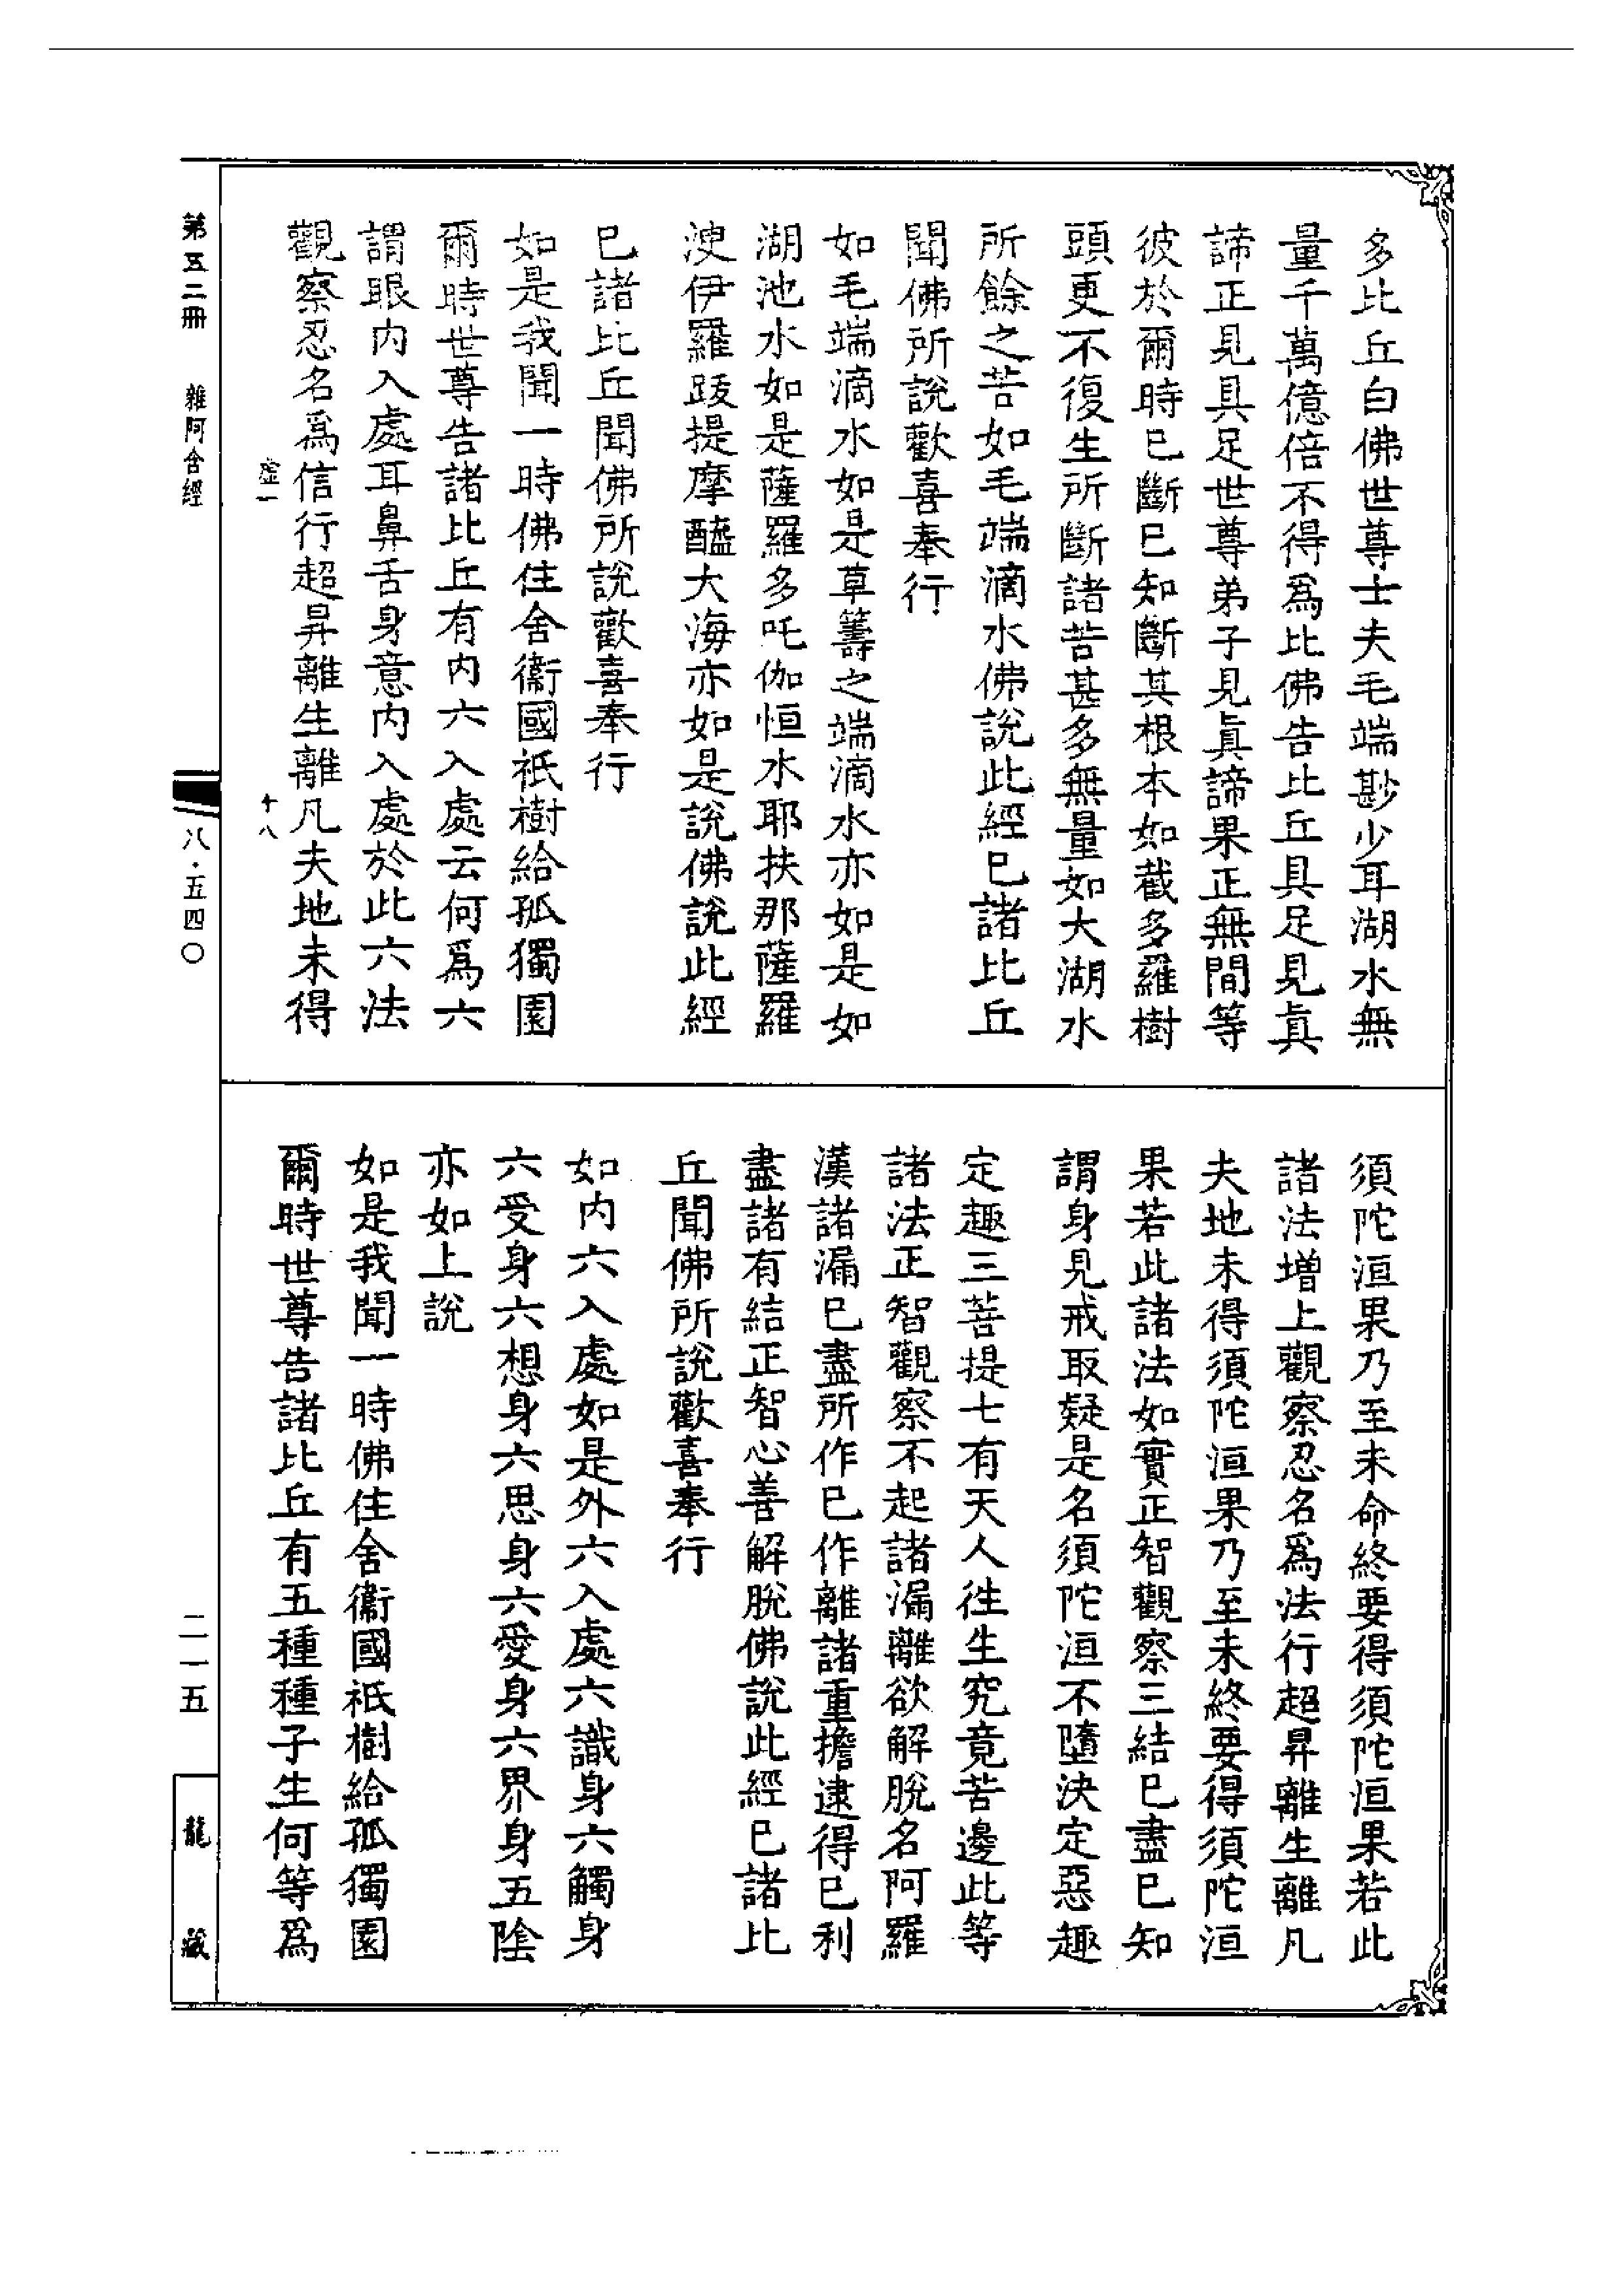 多比丘白佛世尊士夫毛端尠少耳湖水無
量千萬億倍不得爲比佛告比丘具足見眞
諦正見具足世尊弟子見眞諦果正無間等
彼於爾時已斷已知斷其根本如截多羅樹
頭更不復生所斷諸苦甚多無量如大湖水
所餘之苦如毛端滴水佛說此經已諸比丘
聞佛所說歡喜奉行
如毛端滴水如是草籌之端滴水亦如是如
湖池水如是薩羅多吒伽恒水耶扶那薩羅
㳛伊羅跋提摩醯大海亦如是說佛說此經
已諸比丘聞佛所說歡喜奉行
如是我聞一時佛住舍衞國祇樹給孤獨園
爾時世尊告諸比丘有內六入處云何爲六
謂眼內入處耳鼻舌身意內入處於此六法
觀察忍名爲信行超昇離生離凡夫地未得
須陀洹果乃至未命終要得須陀洹果若此
諸法增上觀察忍名爲法行超昇離生離凡
夫地未得須陀洹果乃至未終要得須陀洹
果若此諸法如實正智觀察三結已盡已知
謂身見戒取疑是名須陀洹不墮決定惡趣
定趣三菩提七有天人往生究竟苦邊此等
諸法正智觀察不起諸漏離欲解脫名阿羅
漢諸漏已盡所作已作離諸重擔逮得已利
盡諸有結正智心善解脫佛說此經已諸比
丘聞佛所說歡喜奉行
如內六入處如是外六入處六識身六觸身
六受身六想身六思身六愛身六界身五陰
亦如上說
如是我聞一時佛住舍衞國祇樹給孤獨園
爾時世尊告諸比丘有五種種子生何等爲
虛一
十八
第五二冊
雜阿含經
八·五四〇
二一五
龍藏